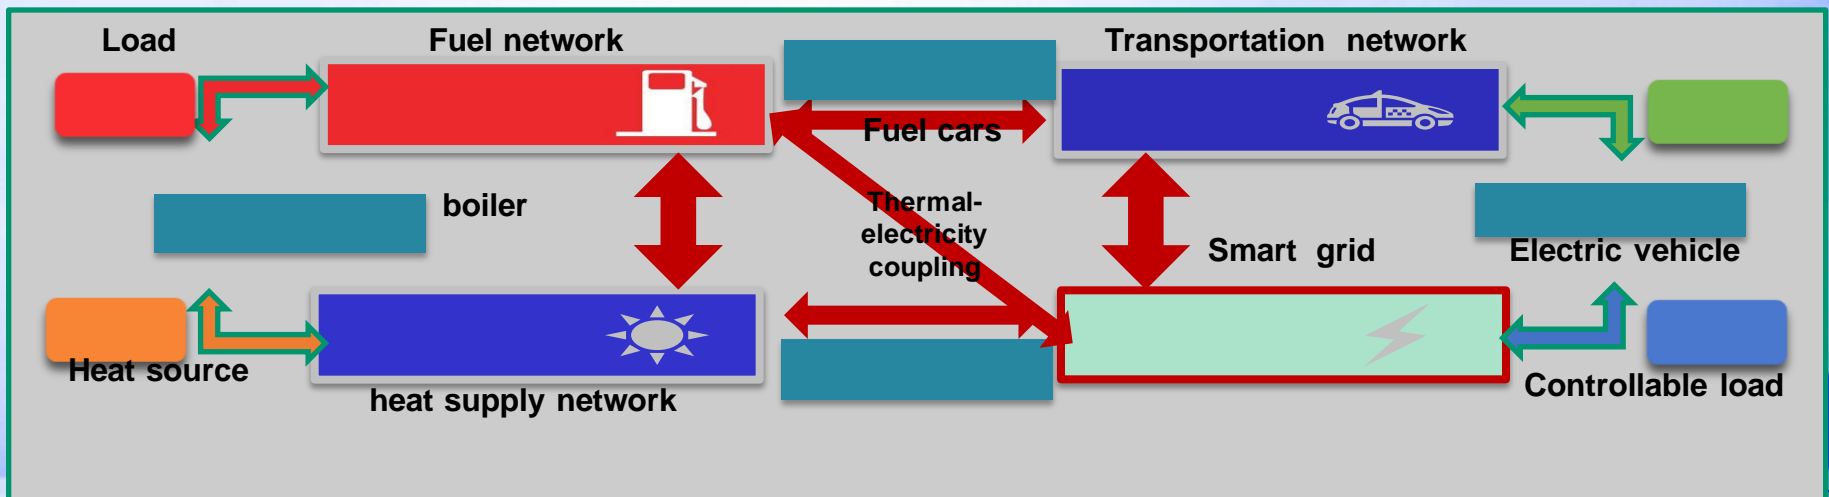 Load
Fuel network
Transportation network
Fuel cars
boiler
Thermal-
electricity
coupling
Smart grid
Electric vehicle
Heat source
heat supply network
Controllable load